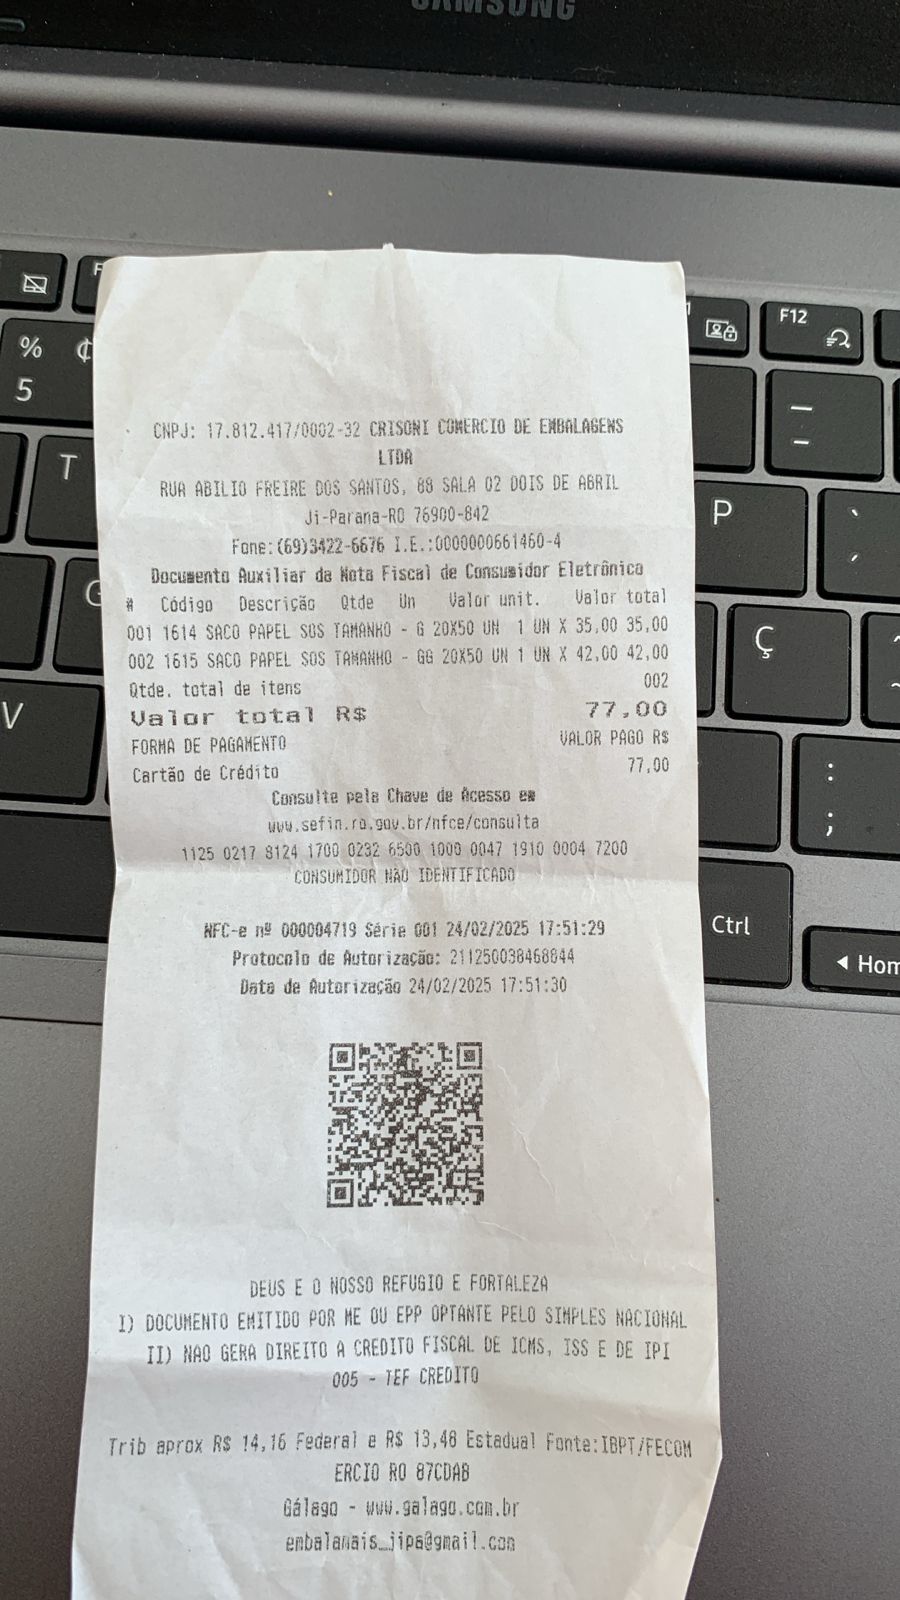 SAMSUNG
F12
%
5
T
P
G
Ç
V
:
;
Ctrl
Hom
CNPJ: 17.812.417/0002-32 CRISONI COMERCIO DE EMBALAGENS
LTDA
RUA ABILIO FREIRE DOS SANTOS, 88 SALA 02 DOIS DE ABRIL
Ji-Parana-RO 76900-842
Fone:(69)3422-6676 I.E.:0000000661460-4
Documento Auxiliar da Nota Fiscal de Consumidor Eletrônica
# Código Descrição Qtde Un Valor unit. Valor total
001 1614 SACO PAPEL SOS TAMANHO - G 20X50 UN 1 UN X 35,00 35,00
002 1615 SACO PAPEL SOS TAMANHO - GG 20X50 UN 1 UN X 42,00 42,00
Qtde. total de itens 002
Valor total R$ 77,00
FORMA DE PAGAMENTO VALOR PAGO R$
Cartão de Crédito 77,00
Consulte pela Chave de Acesso em
www.sefin.ro.gov.br/nfce/consulta
1125 0217 8124 1700 0232 6500 1000 0047 1910 0004 7200
CONSUMIDOR NÃO IDENTIFICADO
NFC-e nº 000004719 Série 001 24/02/2025 17:51:29
Protocolo de Autorização: 211250038468844
Data de Autorização 24/02/2025 17:51:30
DEUS E O NOSSO REFUGIO E FORTALEZA
I) DOCUMENTO EMITIDO POR ME OU EPP OPTANTE PELO SIMPLES NACIONAL
II) NAO GERA DIREITO A CREDITO FISCAL DE ICMS, ISS E DE IPI
005 - TEF CREDITO
Trib aprox R$ 14,16 Federal e R$ 13,48 Estadual Fonte:IBPT/FECOM
ERCIO RO 87CDAB
Gálago - www.galago.com.br
embalamais_jipa@gmail.com